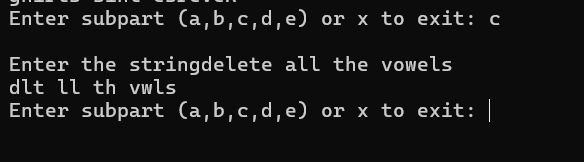 Enter subpart (a,b,c,d,e) or x to exit: c
Enter the stringdelete all the vowels
dlt ll th vwls
Enter subpart (a,b,c,d,e) or x to exit: